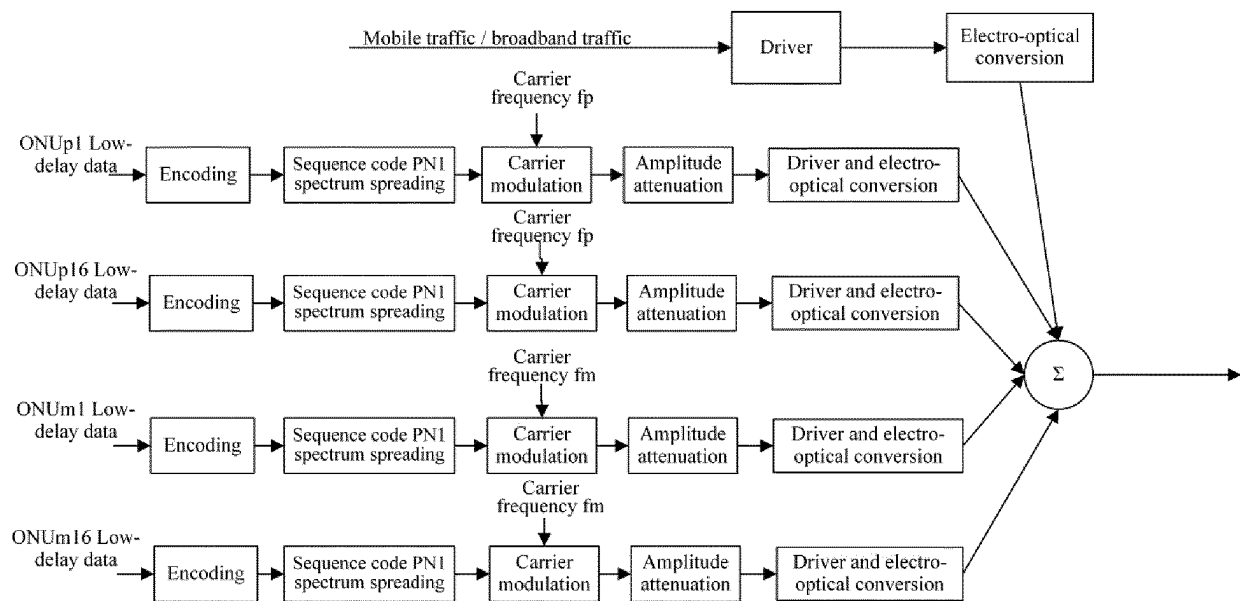 Mobile traffic / broadband traffic
Driver
Electro-optical
conversion
Carrier
frequency fp
ONUp1 Low-
delay data
Encoding
Sequence code PN1
spectrum spreading
Carrier
modulation
Amplitude
attenuation
Driver and electro-
optical conversion
Carrier
frequency fp
ONUp16 Low-
delay data
Encoding
Sequence code PN1
spectrum spreading
Carrier
modulation
Amplitude
attenuation
Driver and electro-
optical conversion
Σ
Carrier
frequency fm
ONUm1 Low-
delay data
Encoding
Sequence code PN1
spectrum spreading
Carrier
modulation
Amplitude
attenuation
Driver and electro-
optical conversion
Carrier
frequency fm
ONUm16 Low-
delay data
Encoding
Sequence code PN1
spectrum spreading
Carrier
modulation
Amplitude
attenuation
Driver and electro-
optical conversion